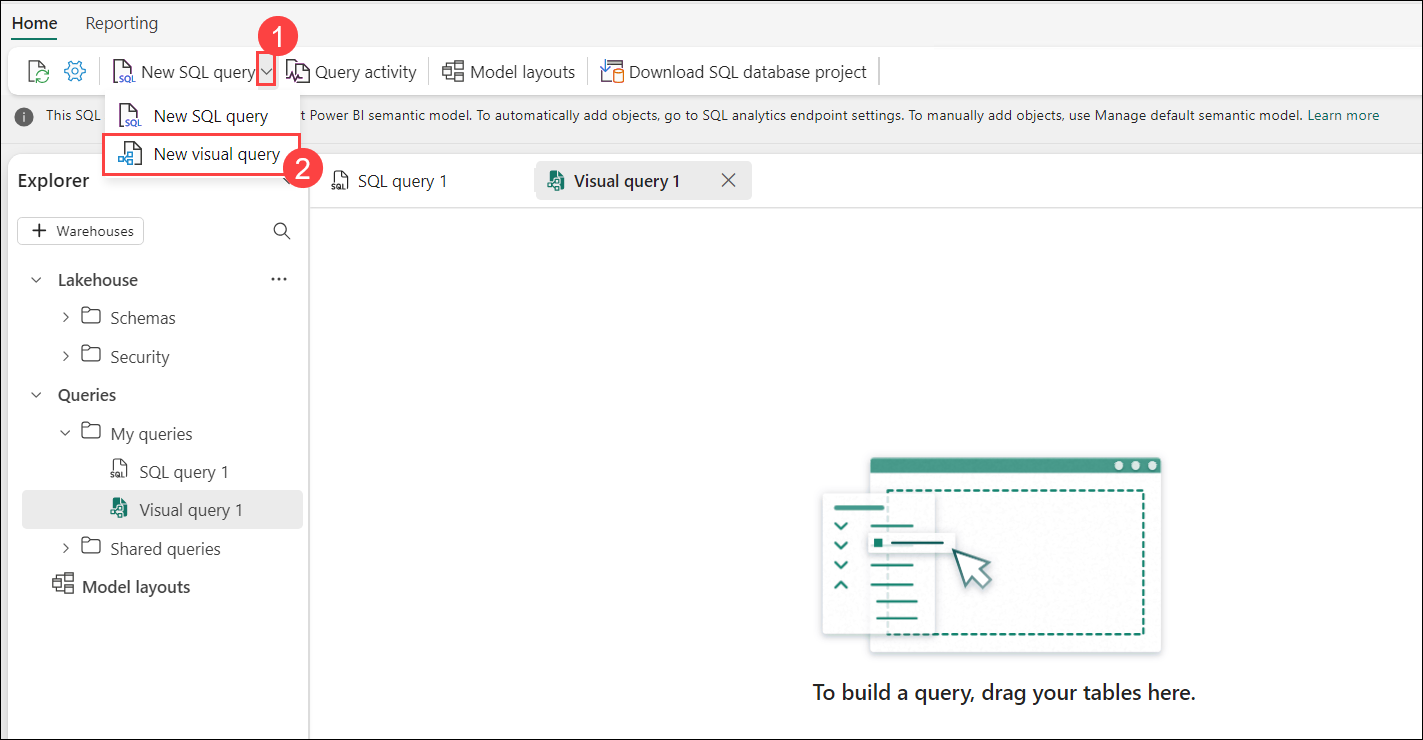 Home Reporting
1
New SQL query Query activity Model layouts Download SQL database project
This SQL t Power BI semantic model. To automatically add objects, go to SQL analytics endpoint settings. To manually add objects, use Manage default semantic model. Learn more
SQL New SQL query
New visual query
2
Explorer
SQL query 1 Visual query 1
+ Warehouses
Lakehouse
Schemas
Security
Queries
My queries
SQL query 1
Visual query 1
Shared queries
Model layouts
To build a query, drag your tables here.